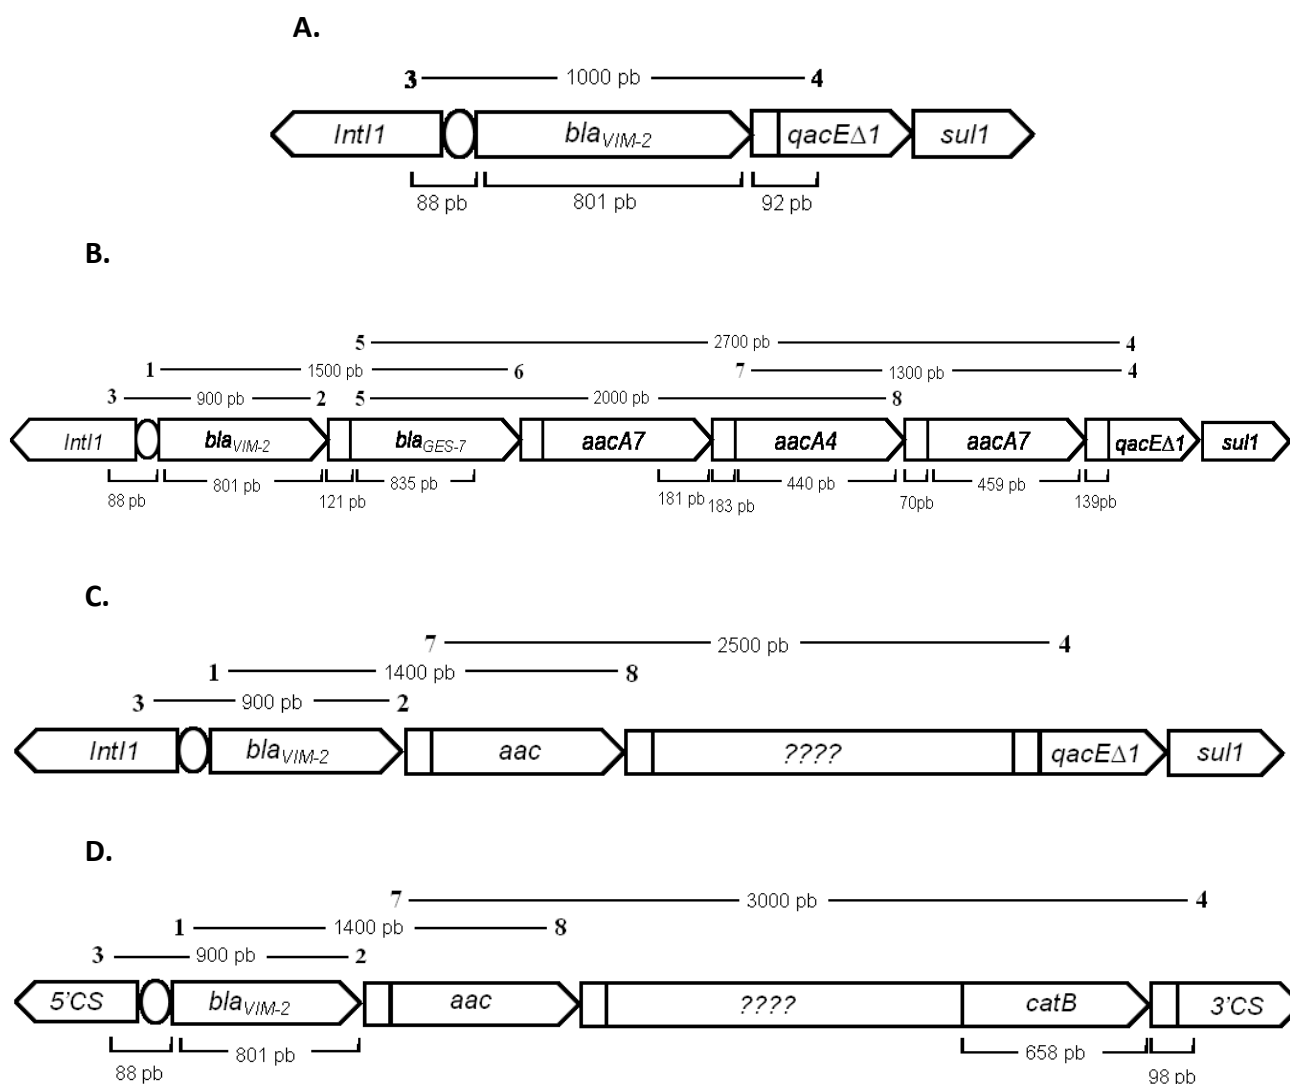 A.
3 1000 pb 4
IntI1 blaVIM-2 qacEΔ1 sul1
88 pb 801 pb 92 pb
B.
5 2700 pb 4
1 1500 pb 6 7 1300 pb 4
3 900 pb 2 5 2000 pb 8
IntI1 blaVIM-2 blaGES-7 aacA7 aacA4 aacA7 qacEΔ1 sul1
88 pb 801 pb 121 pb 835 pb 181 pb 183 pb 440 pb 70pb 459 pb 139pb
C.
7 2500 pb 4
1 1400 pb 8
3 900 pb 2
IntI1 blaVIM-2 aac ???? qacEΔ1 sul1
D.
7 3000 pb 4
1 1400 pb 8
3 900 pb 2
5'CS blaVIM-2 aac ???? catB 3'CS
88 pb 801 pb 658 pb 98 pb